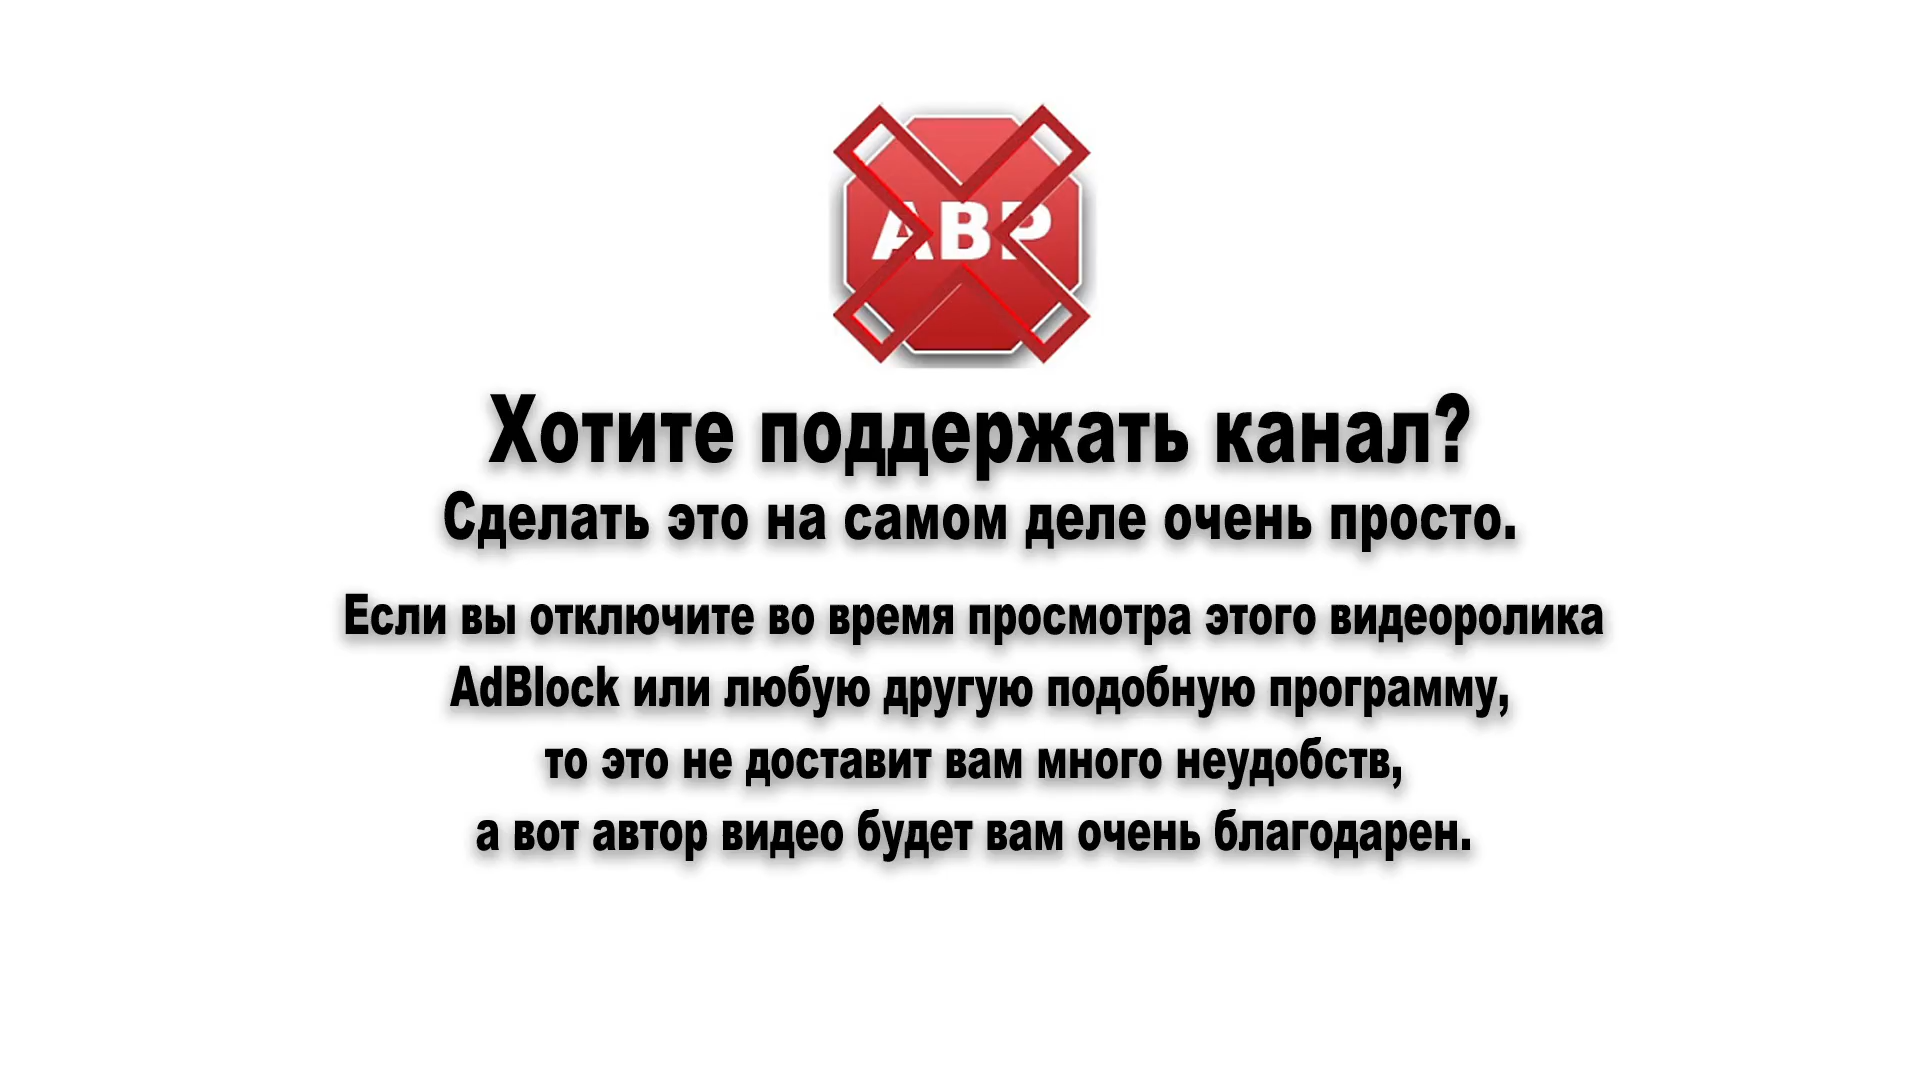 ABP
Хотите поддержать канал?
Сделать это на самом деле очень просто.
Если вы отключите во время просмотра этого видеоролика
AdBlock или любую другую подобную программу,
то это не доставит вам много неудобств,
а вот автор видео будет вам очень благодарен.